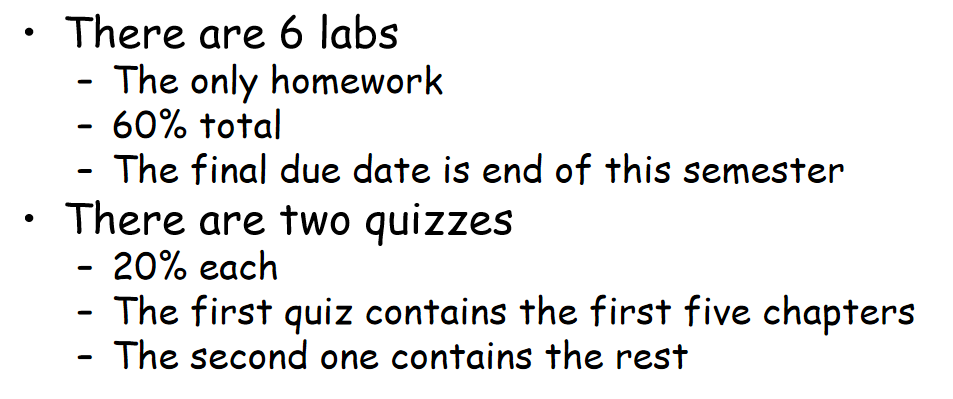 • There are 6 labs
– The only homework
– 60% total
– The final due date is end of this semester
• There are two quizzes
– 20% each
– The first quiz contains the first five chapters
– The second one contains the rest